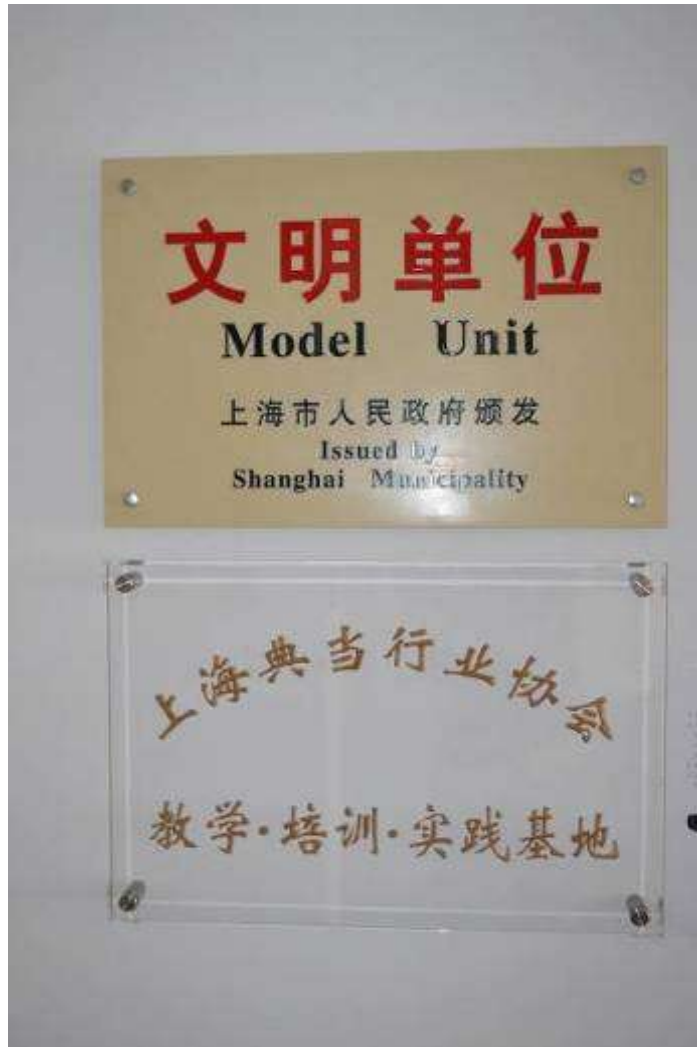 文明单位
Model Unit
上海市人民政府颁发
Issued by
Shanghai Municipality
上海典当行业协会
教学·培训·实践基地